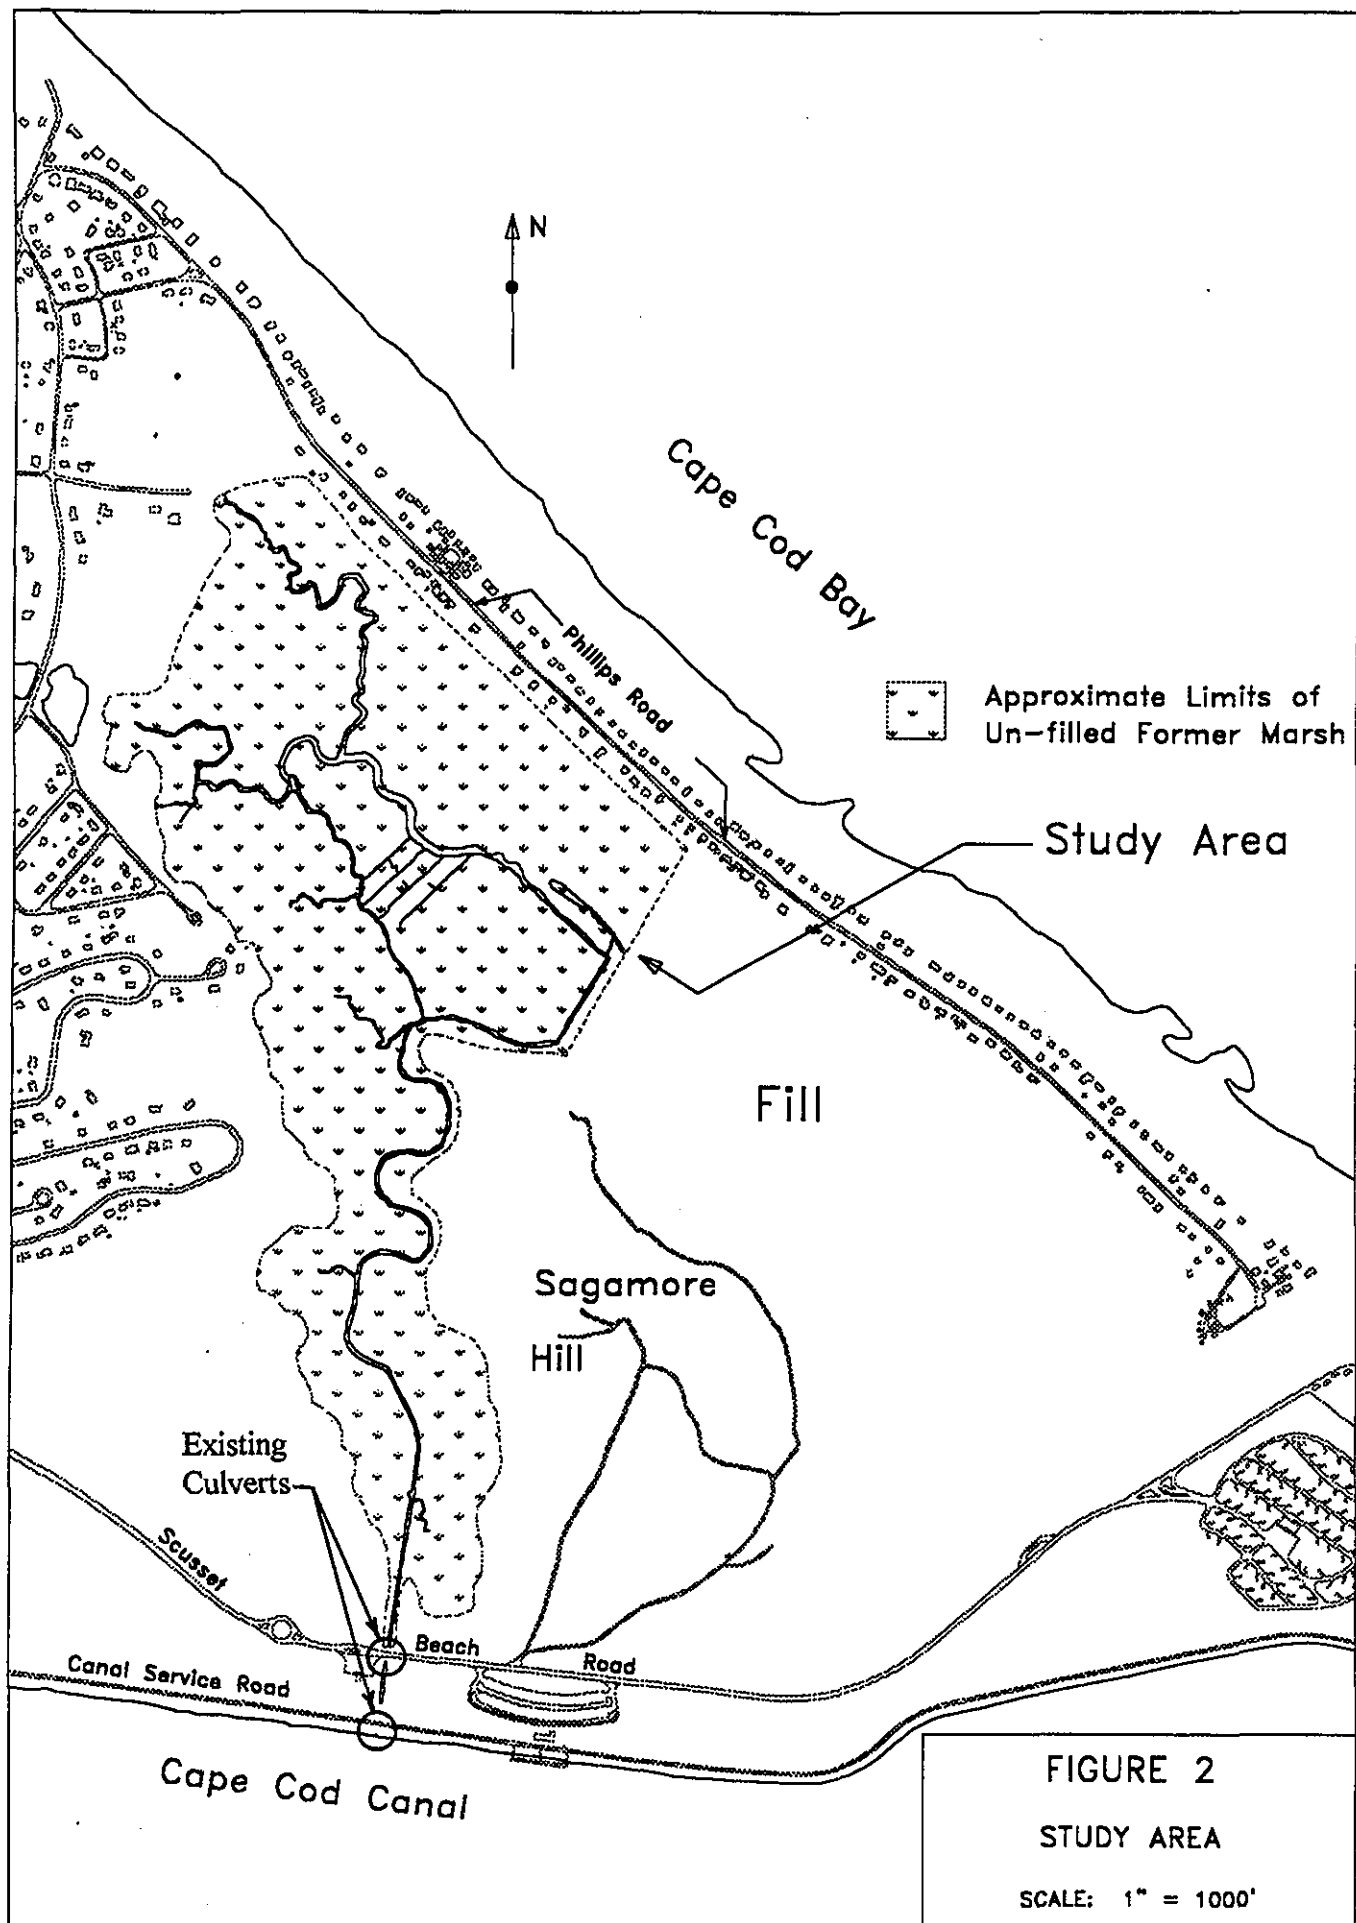 N
Cape Cod Bay
Phillips Road
Approximate Limits of
Un-filled Former Marsh
Study Area
Fill
Sagamore
Hill
Existing
Culverts
Scusset
Beach
Road
Canal Service Road
Cape Cod Canal
FIGURE 2
STUDY AREA
SCALE: 1" = 1000'